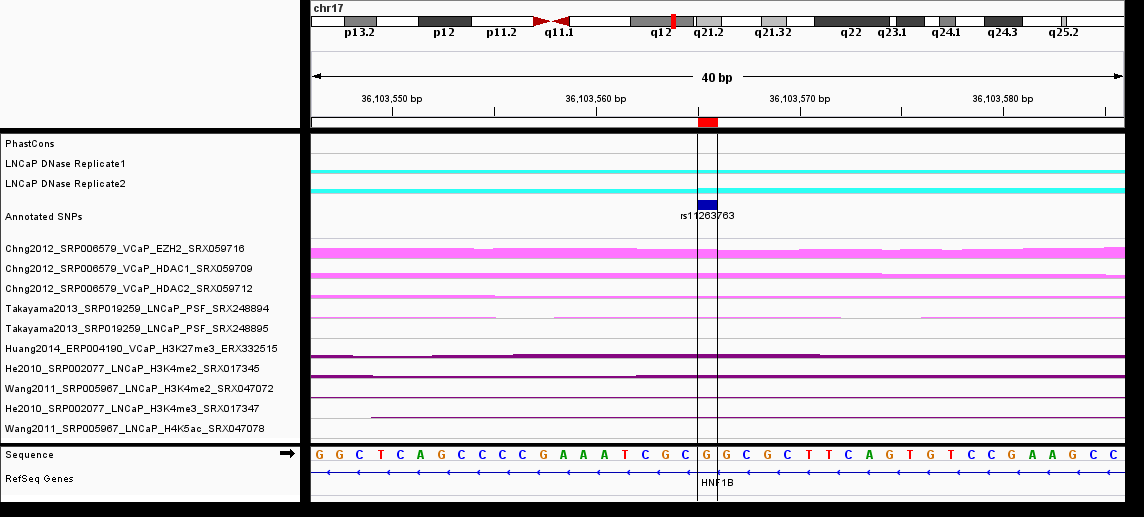 chr17
p13.2 p12 p11.2 q11.1 q12 q21.2 q21.32 q22 q23.1 q24.1 q24.3 q25.2
40 bp
36,103,550 bp 36,103,560 bp 36,103,570 bp 36,103,580 bp
PhastCons
LNCaP DNase Replicate1
LNCaP DNase Replicate2
Annotated SNPs rs11263763
Chng2012_SRP006579_VCaP_EZH2_SRX059716
Chng2012_SRP006579_VCaP_HDAC1_SRX059709
Chng2012_SRP006579_VCaP_HDAC2_SRX059712
Takayama2013_SRP019259_LNCaP_PSF_SRX248894
Takayama2013_SRP019259_LNCaP_PSF_SRX248895
Huang2014_ERP004190_VCaP_H3K27me3_ERX332515
He2010_SRP002077_LNCaP_H3K4me2_SRX017345
Wang2011_SRP005967_LNCaP_H3K4me2_SRX047072
He2010_SRP002077_LNCaP_H3K4me3_SRX017347
Wang2011_SRP005967_LNCaP_H4K5ac_SRX047078
Sequence G G C T C A G C C C C G A A A T C G C G G C G C T T C A G T G T C C G A A G C C
RefSeq Genes HNF1B